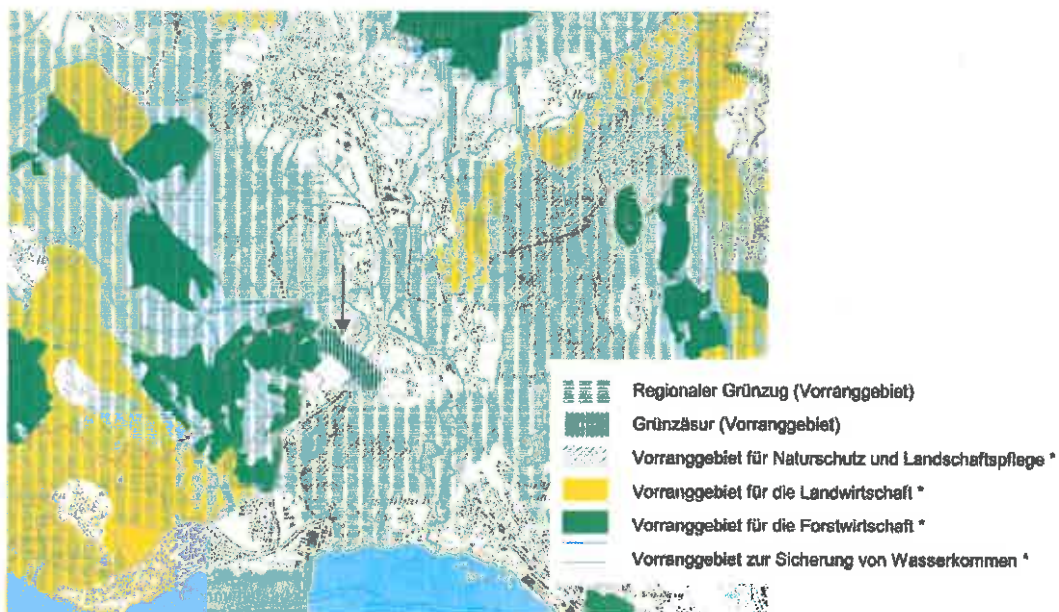 Regionaler Grünzug (Vorranggebiet)
Grünzäsur (Vorranggebiet)
Vorranggebiet für Naturschutz und Landschaftspflege *
Vorranggebiet für die Landwirtschaft *
Vorranggebiet für die Forstwirtschaft *
Vorranggebiet zur Sicherung von Wasserkommen *